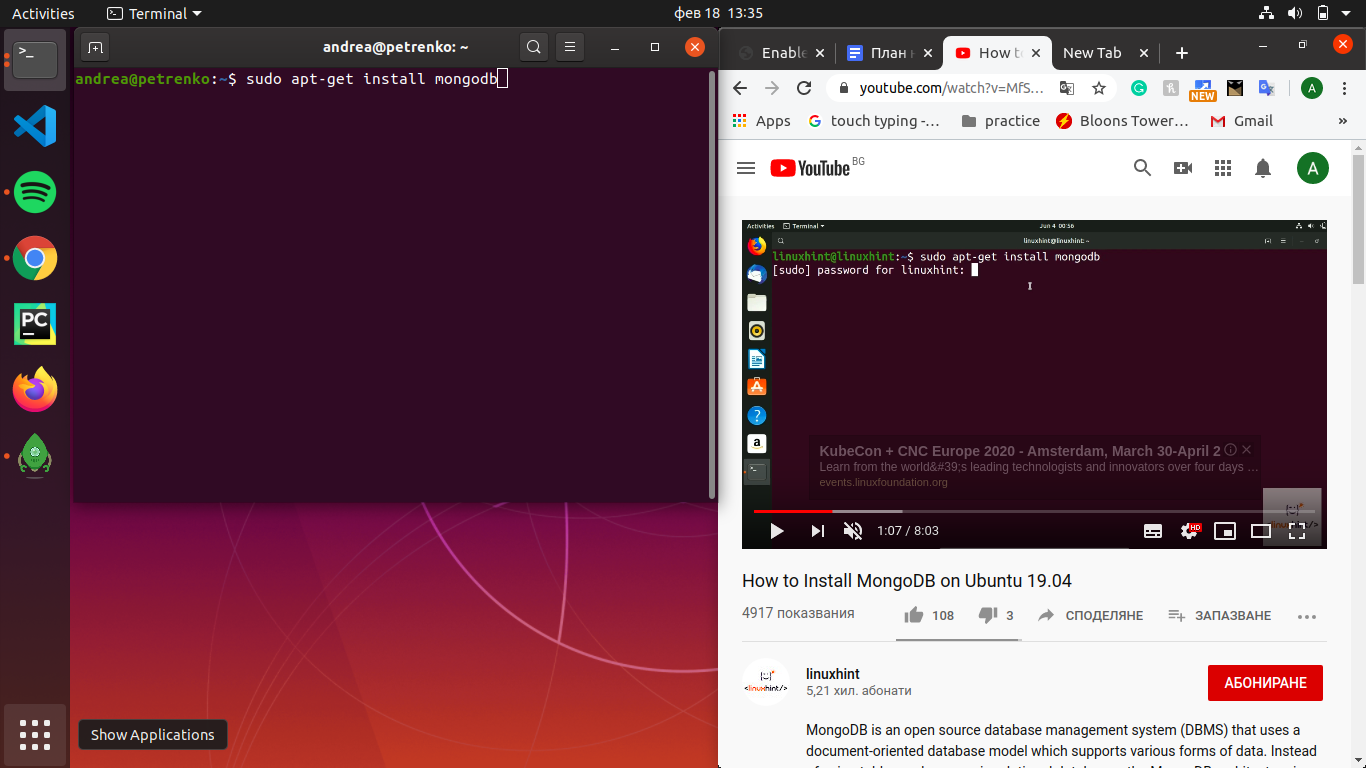 Activities
Terminal
фев 18 13:35
andrea@petrenko: ~
andrea@petrenko:~$ sudo apt-get install mongodb
PC
Show Applications
Enable
План н
How to
New Tab
youtube.com/watch?v=MfS...
NEW
A
Apps
touch typing -...
practice
Bloons Tower...
Gmail
»
YouTube BG
A
Activities
Terminal
Jun 4 00:56
linuxhint@linuxhint: ~
linuxhint@linuxhint:~$ sudo apt-get install mongodb
[sudo] password for linuxhint:
KubeCon + CNC Europe 2020 - Amsterdam, March 30-April 2
Learn from the world&#39;s leading technologists and innovators over four days ...
events.linuxfoundation.org
1:07 / 8:03
HD
How to Install MongoDB on Ubuntu 19.04
4917 показвания
108
3
СПОДЕЛЯНЕ
ЗАПАЗВАНЕ
<linuxhint/>
linuxhint
5,21 хил. абонати
АБОНИРАНЕ
MongoDB is an open source database management system (DBMS) that uses a
document-oriented database model which supports various forms of data. Instead